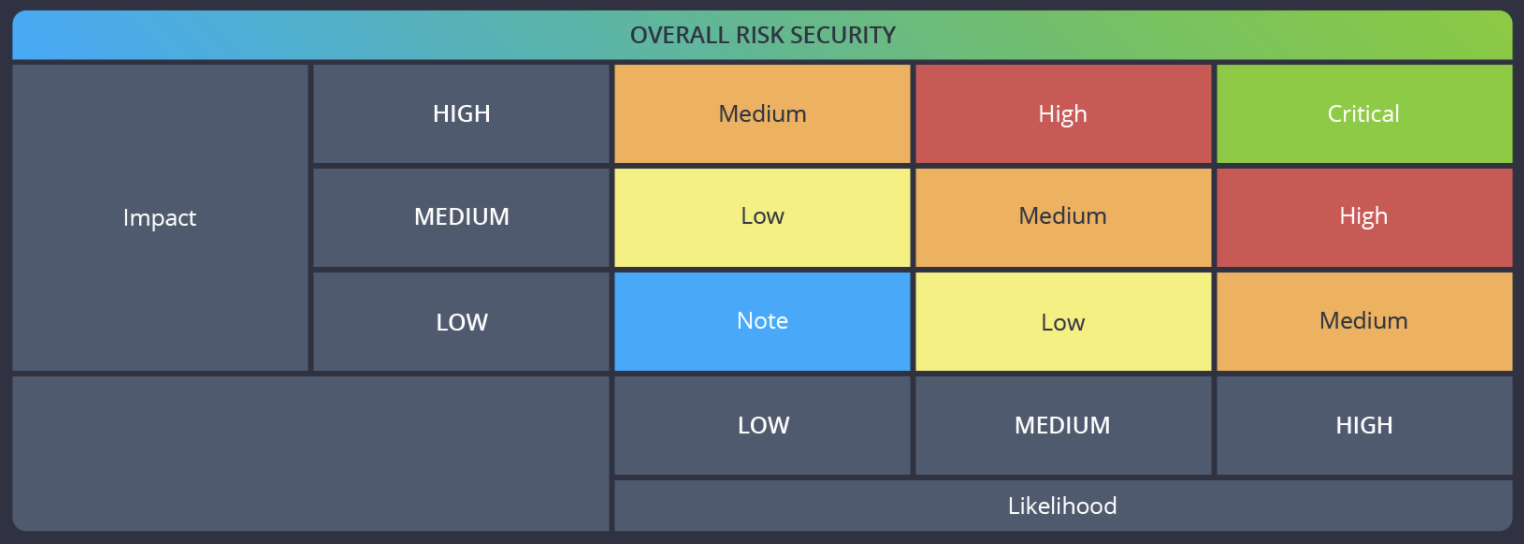 OVERALL RISK SECURITY
HIGH Medium High Critical
Impact MEDIUM Low Medium High
LOW Note Low Medium
LOW MEDIUM HIGH
Likelihood